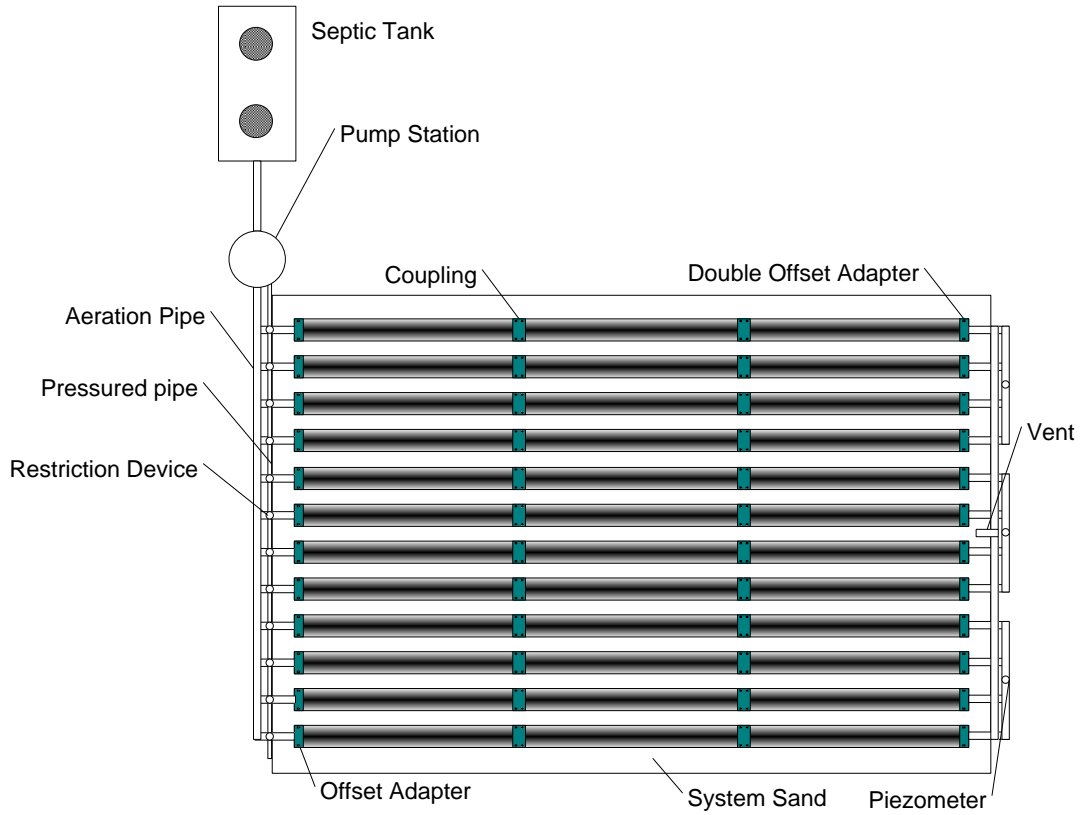 Septic Tank
Pump Station
Coupling
Double Offset Adapter
Aeration Pipe
Pressured pipe
Vent
Restriction Device
Offset Adapter
System Sand
Piezometer